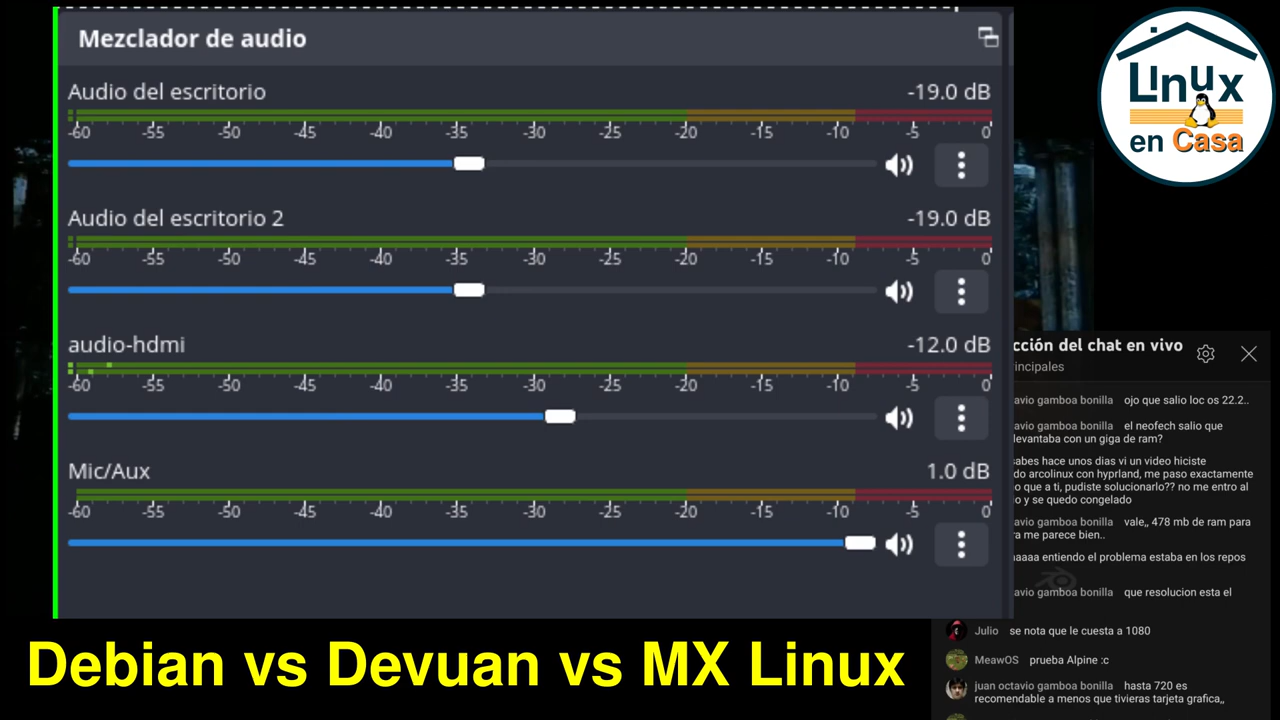 Mezclador de audio
Audio del escritorio -19.0 dB
-60 -55 -50 -45 -40 -35 -30 -25 -20 -15 -10 -5 0
Audio del escritorio 2 -19.0 dB
-60 -55 -50 -45 -40 -35 -30 -25 -20 -15 -10 -5 0
audio-hdmi -12.0 dB
-60 -55 -50 -45 -40 -35 -30 -25 -20 -15 -10 -5 0
Mic/Aux 1.0 dB
-60 -55 -50 -45 -40 -35 -30 -25 -20 -15 -10 -5 0
Linux
en Casa
cción del chat en vivo
incipales
avio gamboa bonilla ojo que salio loc os 22.2..
avio gamboa bonilla el neofech salio que
levantaba con un giga de ram?
sabes hace unos dias vi un video hiciste
do arcolinux con hyprland, me paso exactamente
o que a ti, pudiste solucionarlo?? no me entro al
o y se quedo congelado
avio gamboa bonilla vale,, 478 mb de ram para
ra me parece bien..
aaaa entiendo el problema estaba en los repos
avio gamboa bonilla que resolucion esta el
Julio se nota que le cuesta a 1080
MeawOS prueba Alpine :c
juan octavio gamboa bonilla hasta 720 es
recomendable a menos que tivieras tarjeta grafica,,
Debian vs Devuan vs MX Linux